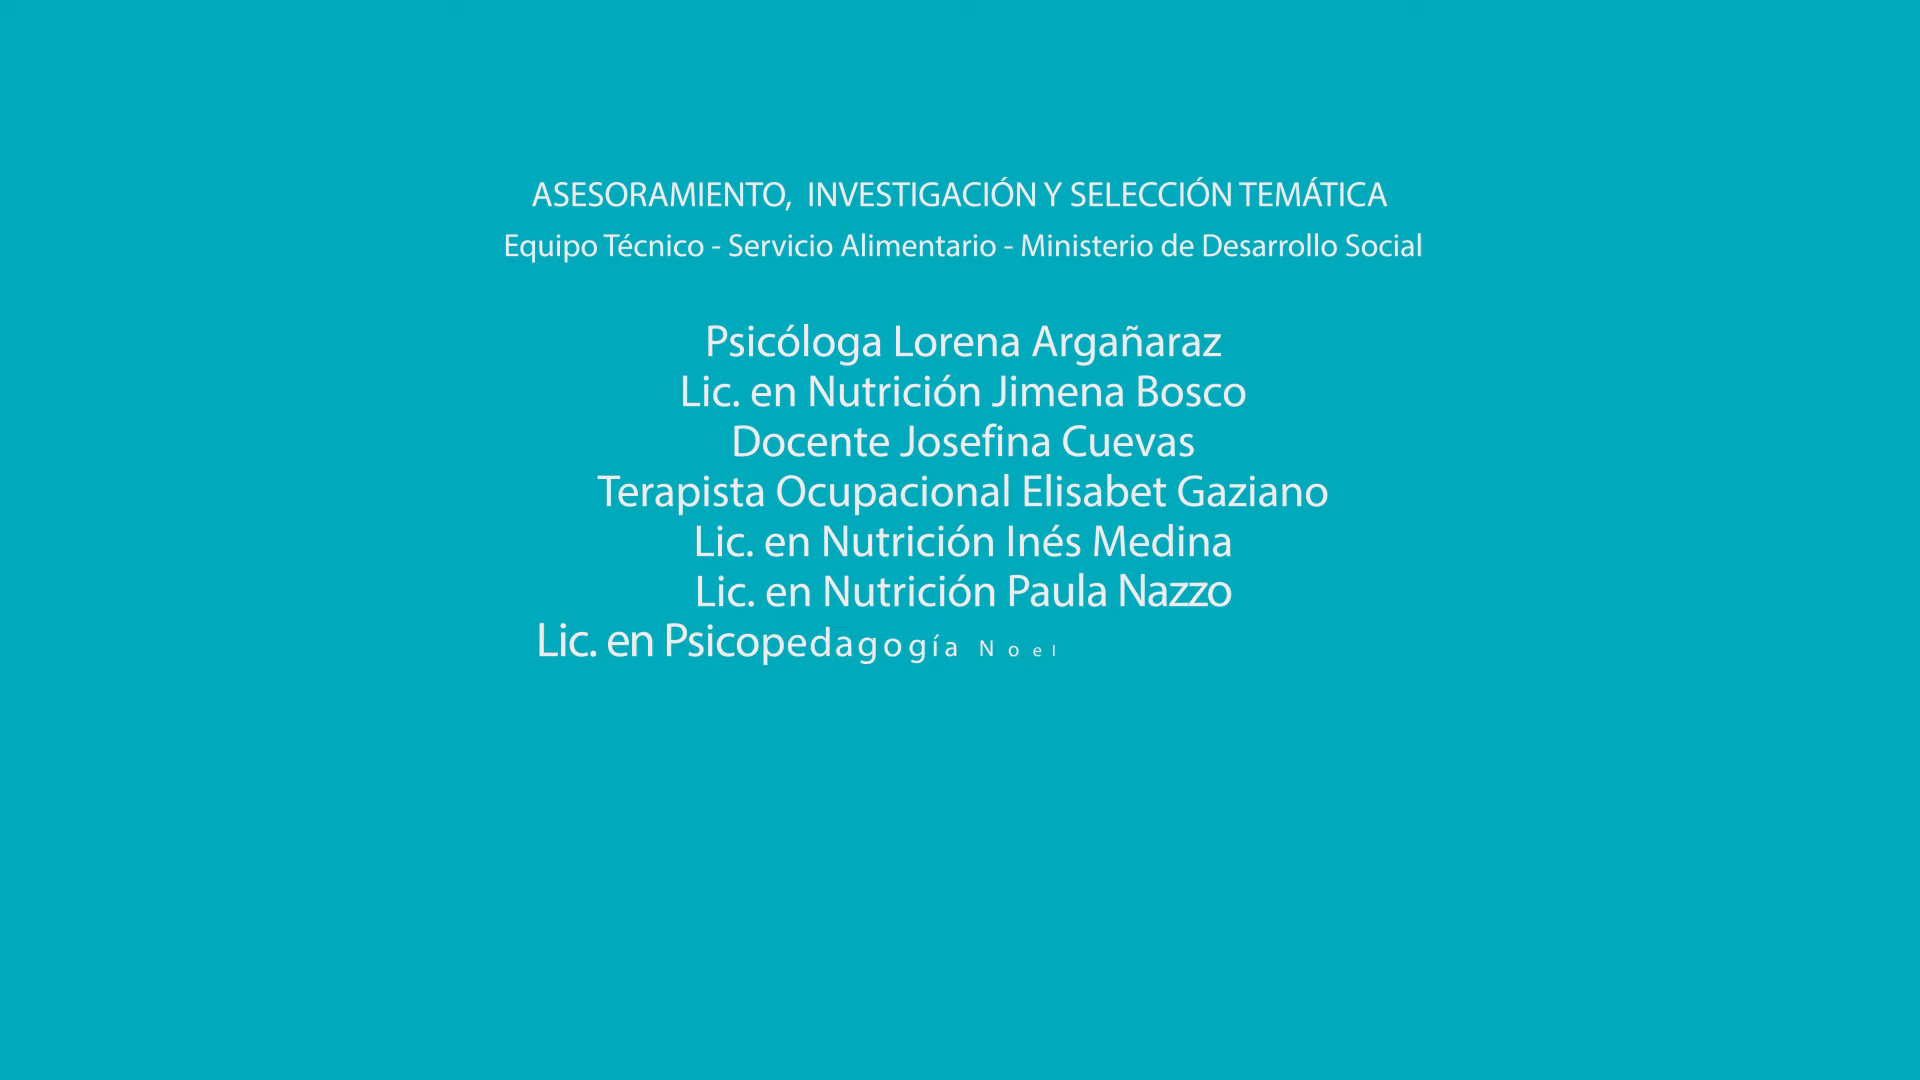 ASESORAMIENTO, INVESTIGACIÓN Y SELECCIÓN TEMÁTICA
Equipo Técnico - Servicio Alimentario - Ministerio de Desarrollo Social
Psicóloga Lorena Argañaraz
Lic. en Nutrición Jimena Bosco
Docente Josefina Cuevas
Terapista Ocupacional Elisabet Gaziano
Lic. en Nutrición Inés Medina
Lic. en Nutrición Paula Nazzo
Lic. en Psicopedagogía Noel